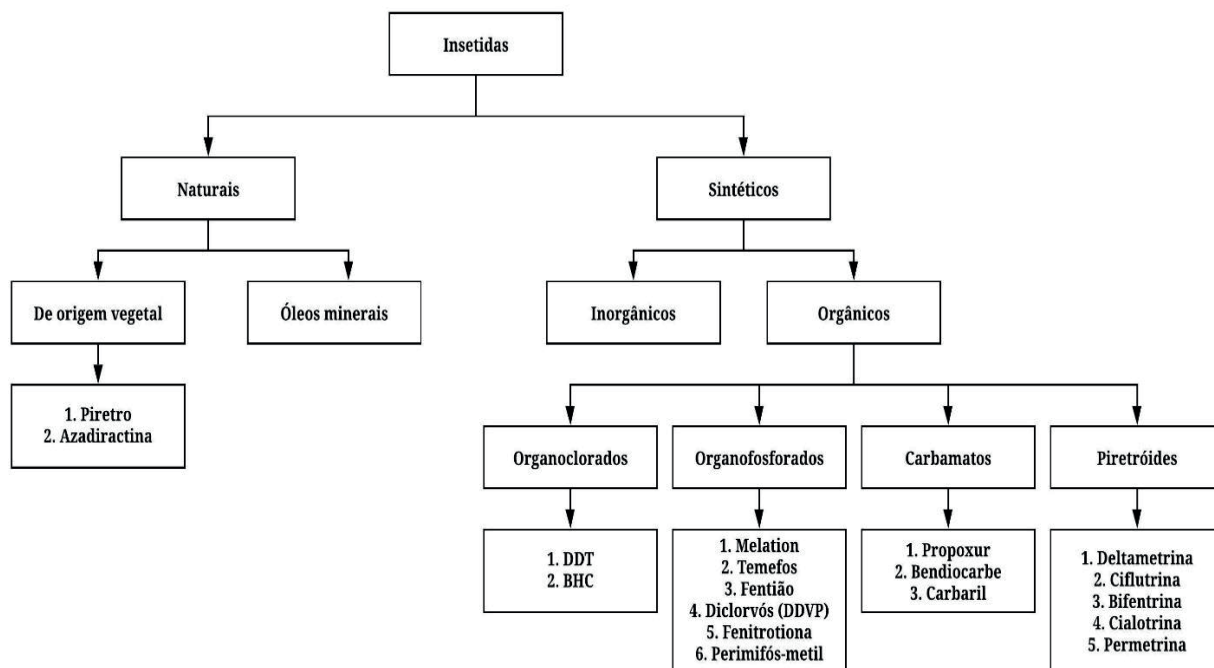 Insetidas
Naturais
Sintéticos
De origem vegetal
Óleos minerais
Inorgânicos
Orgânicos
1. Piretro
2. Azadiractina
Organoclorados
Organofosforados
Carbamatos
Piretróides
1. DDT
2. BHC
1. Melation
2. Temefos
3. Fentião
4. Diclorvós (DDVP)
5. Fenitrotiona
6. Perimifós-metil
1. Propoxur
2. Bendiocarbe
3. Carbaril
1. Deltametrina
2. Ciflutrina
3. Bifentrina
4. Cialotrina
5. Permetrina